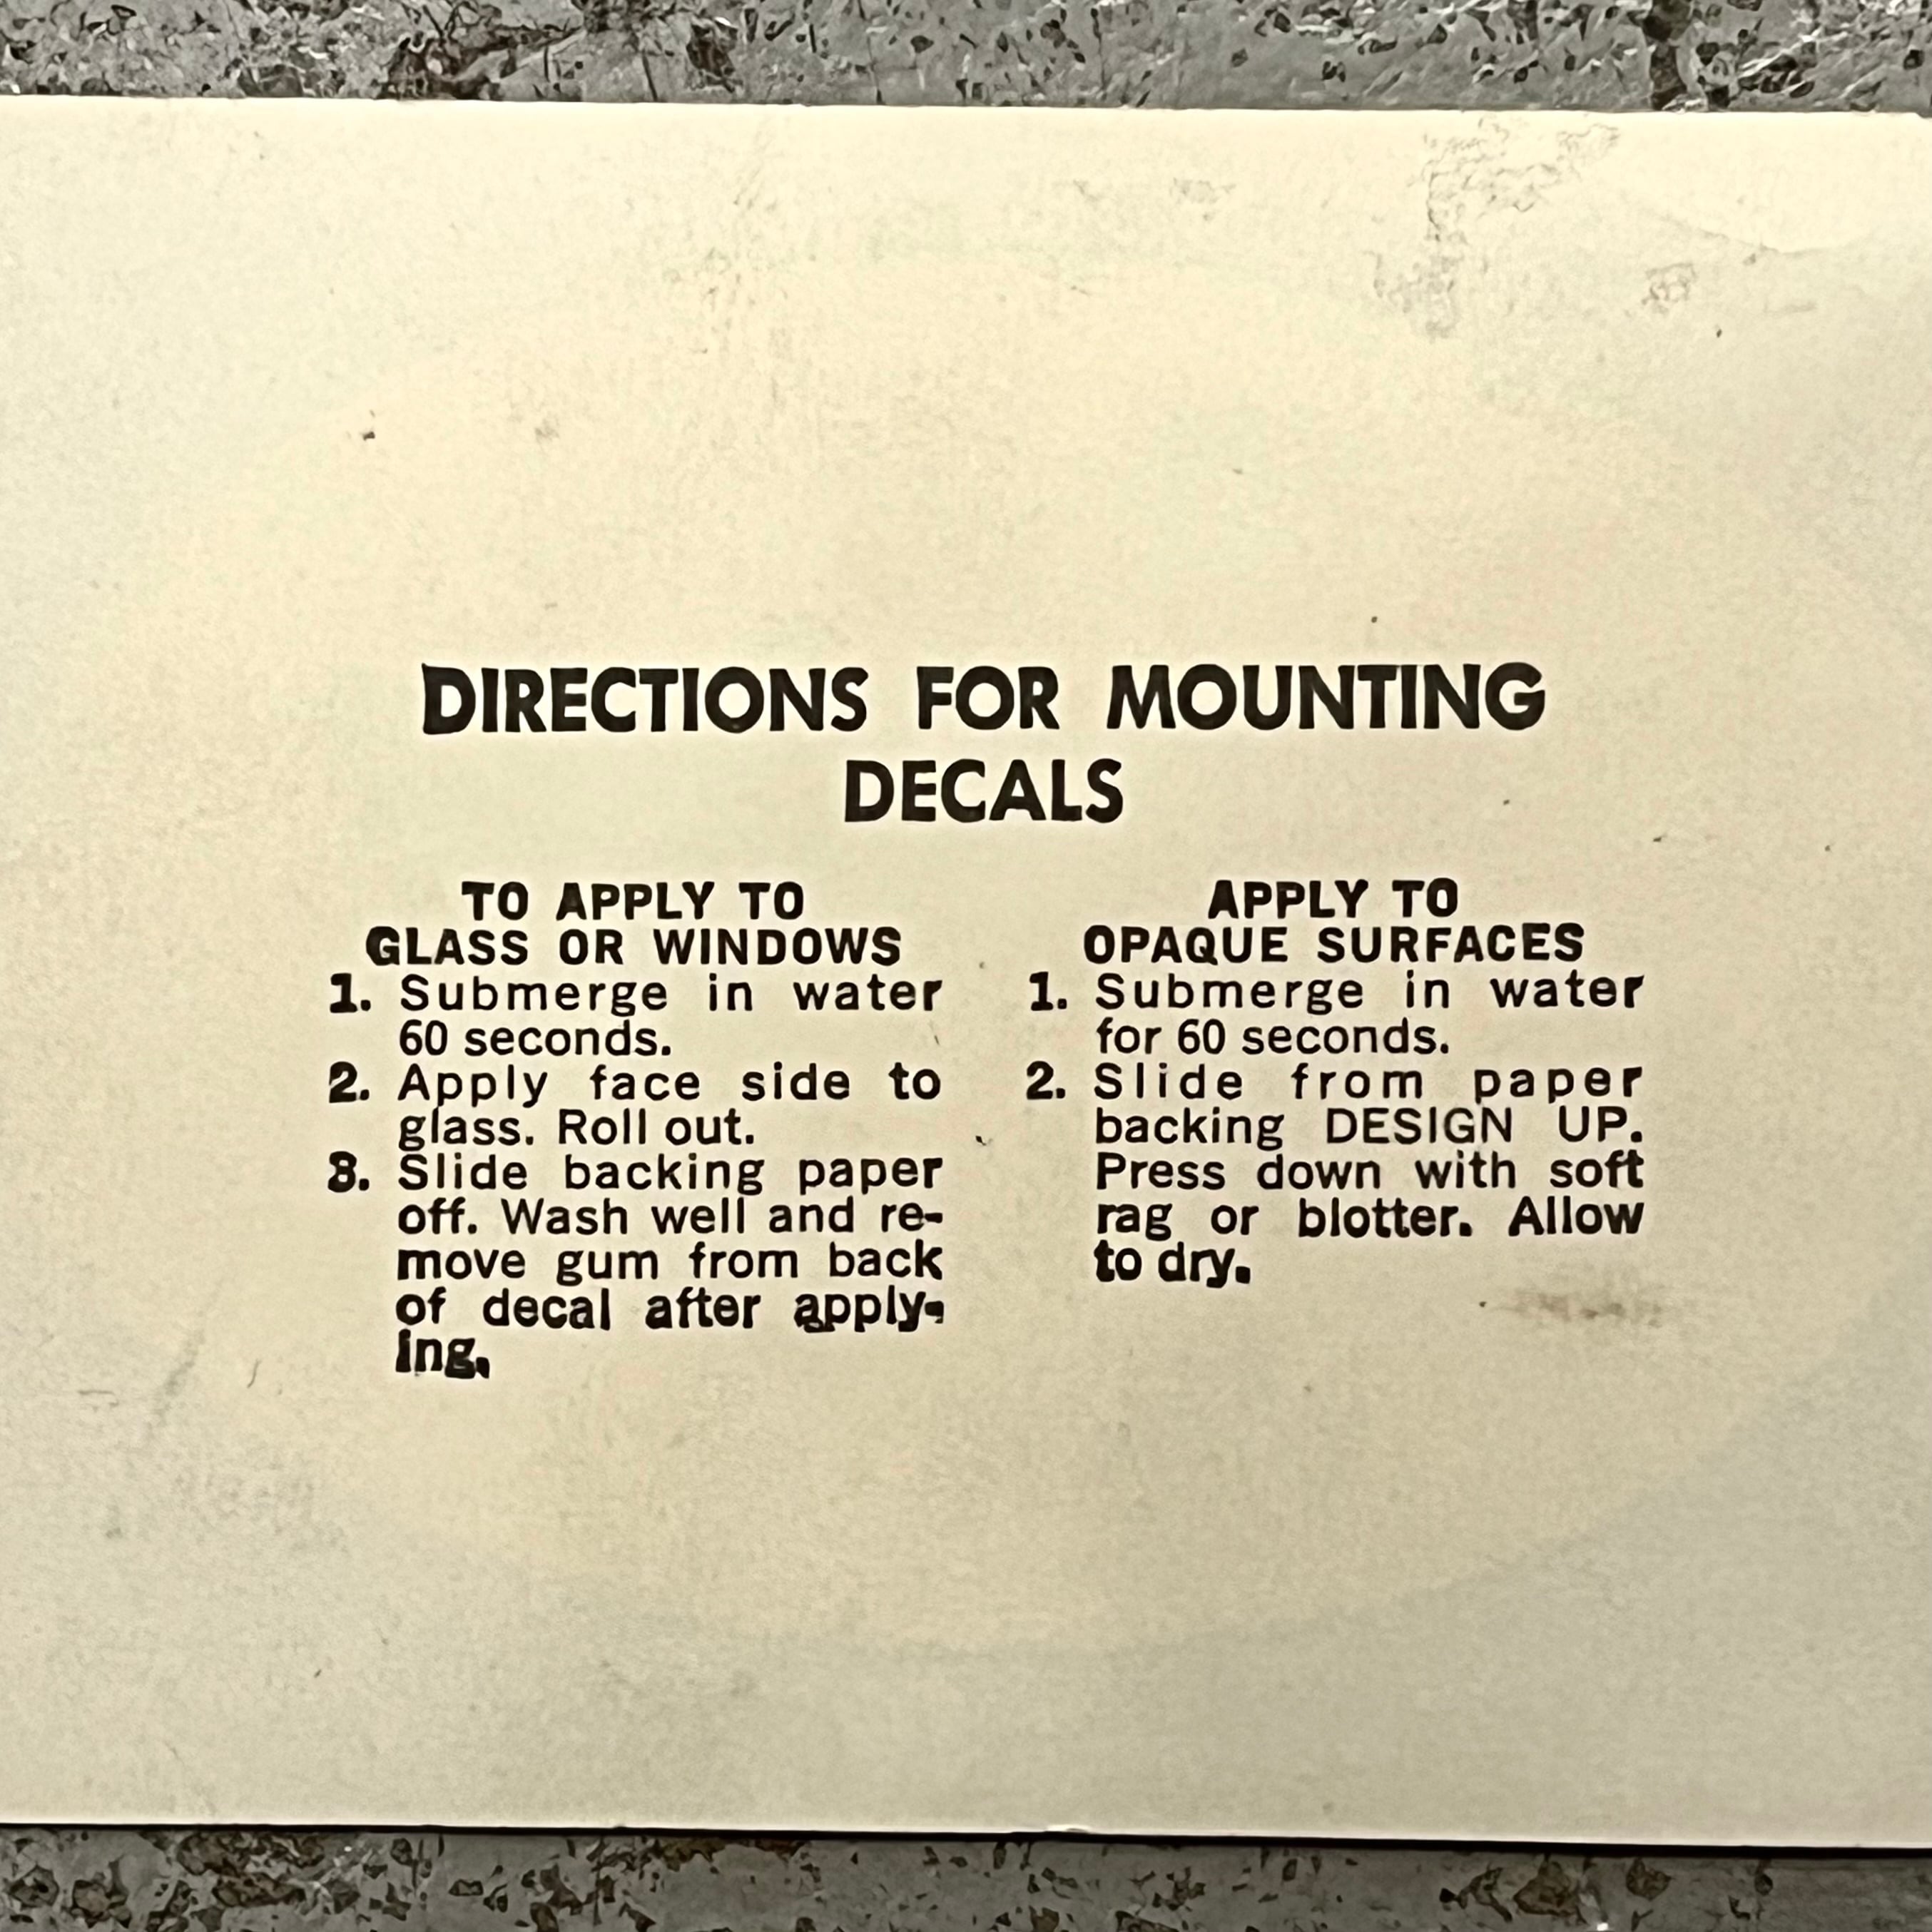 DIRECTIONS FOR MOUNTING
DECALS
TO APPLY TO
GLASS OR WINDOWS
1. Submerge in water
60 seconds.
2. Apply face side to
glass. Roll out.
3. Slide backing paper
off. Wash well and re-
move gum from back
of decal after apply-
ing.
APPLY TO
OPAQUE SURFACES
1. Submerge in water
for 60 seconds.
2. Slide from paper
backing DESIGN UP.
Press down with soft
rag or blotter. Allow
to dry.